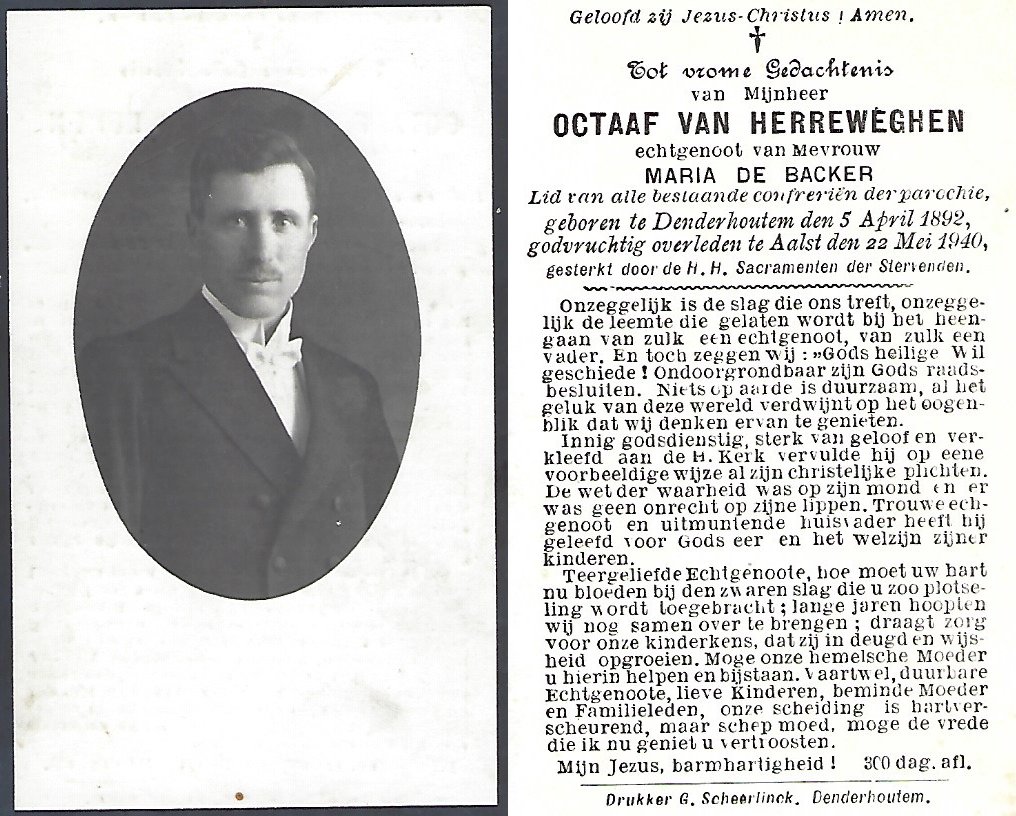 Geloofd zij Jezus-Christus ! Amen.
Tot vrome Gedachtenis
van Mijnheer
OCTAAF VAN HERREWEGHEN
echtgenoot van Mevrouw
MARIA DE BACKER
Lid van alle bestaande confreriën der parochie,
geboren te Denderhoutem den 5 April 1892,
godvruchtig overleden te Aalst den 22 Mei 1940,
gesterkt door de H. H. Sacramenten der Stervenden.
Onzeggelijk is de slag die ons treft, onzegge-
lijk de leemte die gelaten wordt bij het heen-
gaan van zulk een echtgenoot, van zulk een
vader. En toch zeggen wij : »Gods heilige Wil
geschiede ! Ondoorgrondbaar zijn Gods raads-
besluiten. Niets op aarde is duurzaam, al het
geluk van deze wereld verdwijnt op het oogen-
blik dat wij denken ervan te genieten.
Innig godsdienstig, sterk van geloof en ver-
kleefd aan de H. Kerk vervulde hij op eene
voorbeeldige wijze al zijn christelijke plichten.
De wet der waarheid was op zijn mond en er
was geen onrecht op zijne lippen. Trouwe ech-
genoot en uitmuntende huisvader heeft hij
geleefd voor Gods eer en het welzijn zijner
kinderen.
Teergeliefde Echtgenoote, hoe moet uw hart
nu bloeden bij den zwaren slag die u zoo plotse-
ling wordt toegebracht ; lange jaren hoopten
wij nog samen over te brengen ; draagt zorg
voor onze kinderkens, dat zij in deugd en wijs-
heid opgroeien. Moge onze hemelsche Moeder
u hierin helpen en bijstaan. Vaartwel, duurbare
Echtgenoote, lieve Kinderen, beminde Moeder
en Familieleden, onze scheiding is hartver-
scheurend, maar schep moed, moge de vrede
die ik nu geniet u vertroosten.
Mijn Jezus, barmhartigheid ! 300 dag. afl.
Drukker G. Scheerlinck. Denderhoutem.